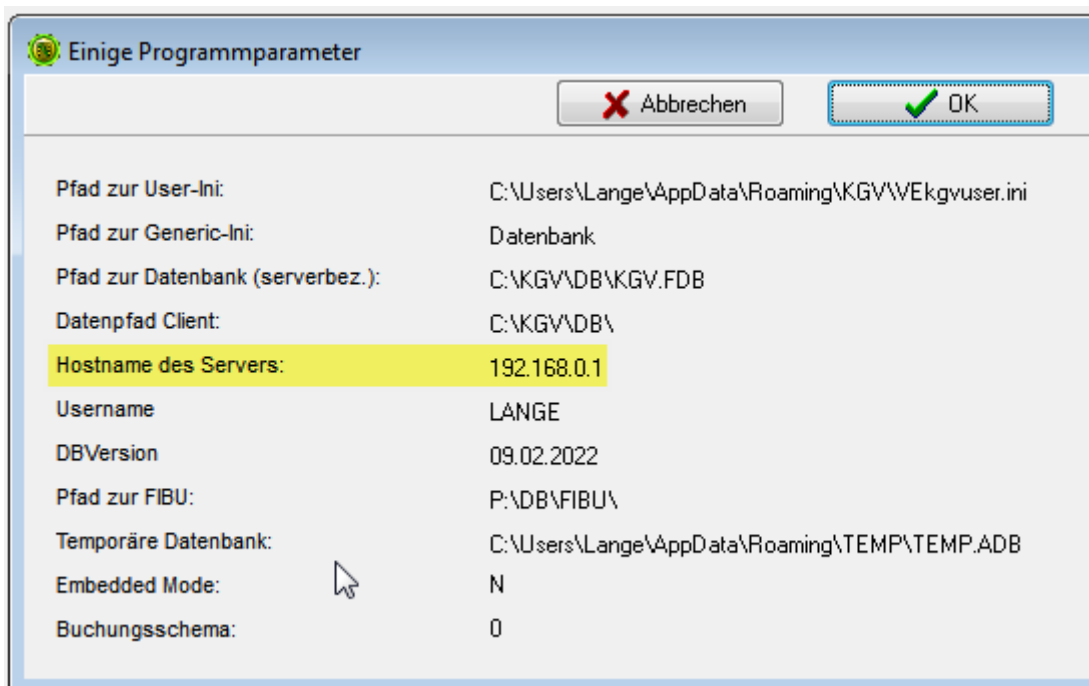 Einige Programmparameter
Abbrechen OK
Pfad zur User-Ini: C:\Users\Lange\AppData\Roaming\KGV\VEkgvuser.ini
Pfad zur Generic-Ini: Datenbank
Pfad zur Datenbank (serverbez.): C:\KGV\DB\KGV.FDB
Datenpfad Client: C:\KGV\DB\
Hostname des Servers: 192.168.0.1
Username LANGE
DBVersion 09.02.2022
Pfad zur FIBU: P:\DB\FIBU\
Temporäre Datenbank: C:\Users\Lange\AppData\Roaming\TEMP\TEMP.ADB
Embedded Mode: N
Buchungsschema: 0